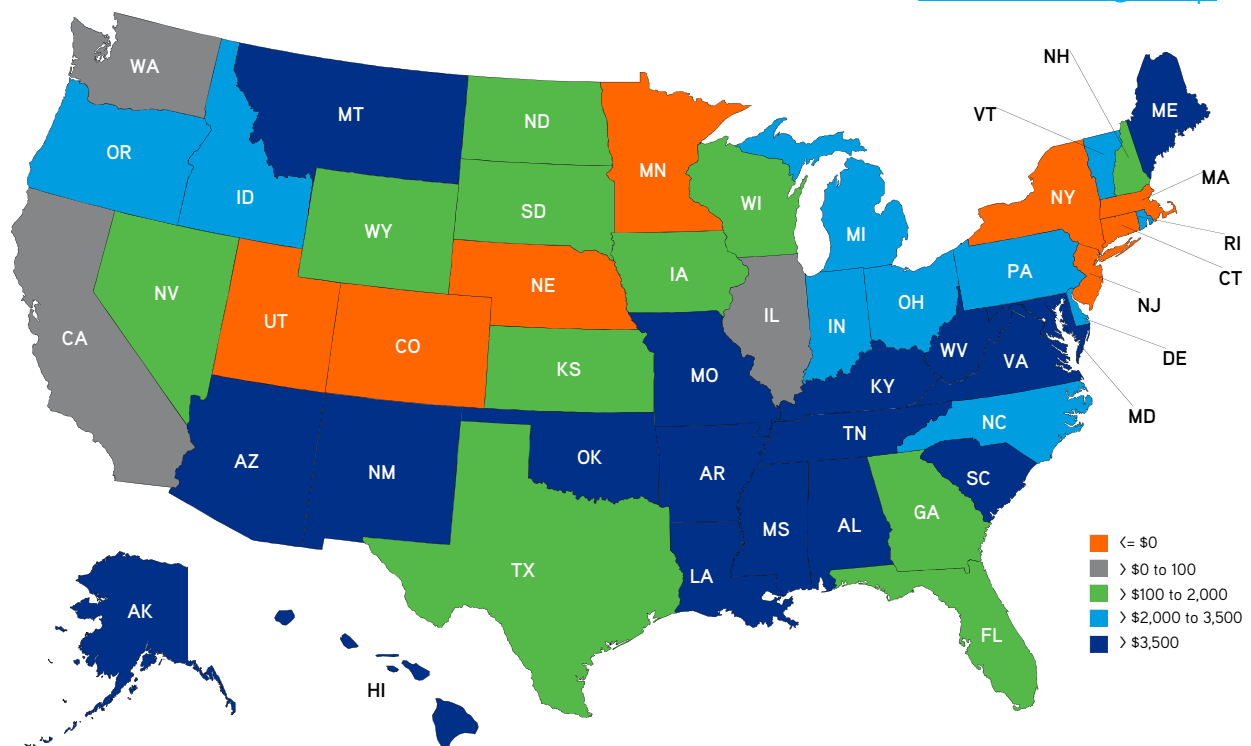 NH
WA
ME
MT
VT
ND
OR
MN
MA
ID
NY
SD
WI
WY
MI
RI
PA
CT
IA
NE
NV
OH
NJ
UT
IL
IN
CO
CA
WV
DE
VA
KS
MO
KY
MD
NC
TN
OK
AZ
NM
AR
SC
GA
MS
AL
<= $0
TX
> $0 to 100
LA
> $100 to 2,000
AK
> $2,000 to 3,500
FL
> $3,500
HI